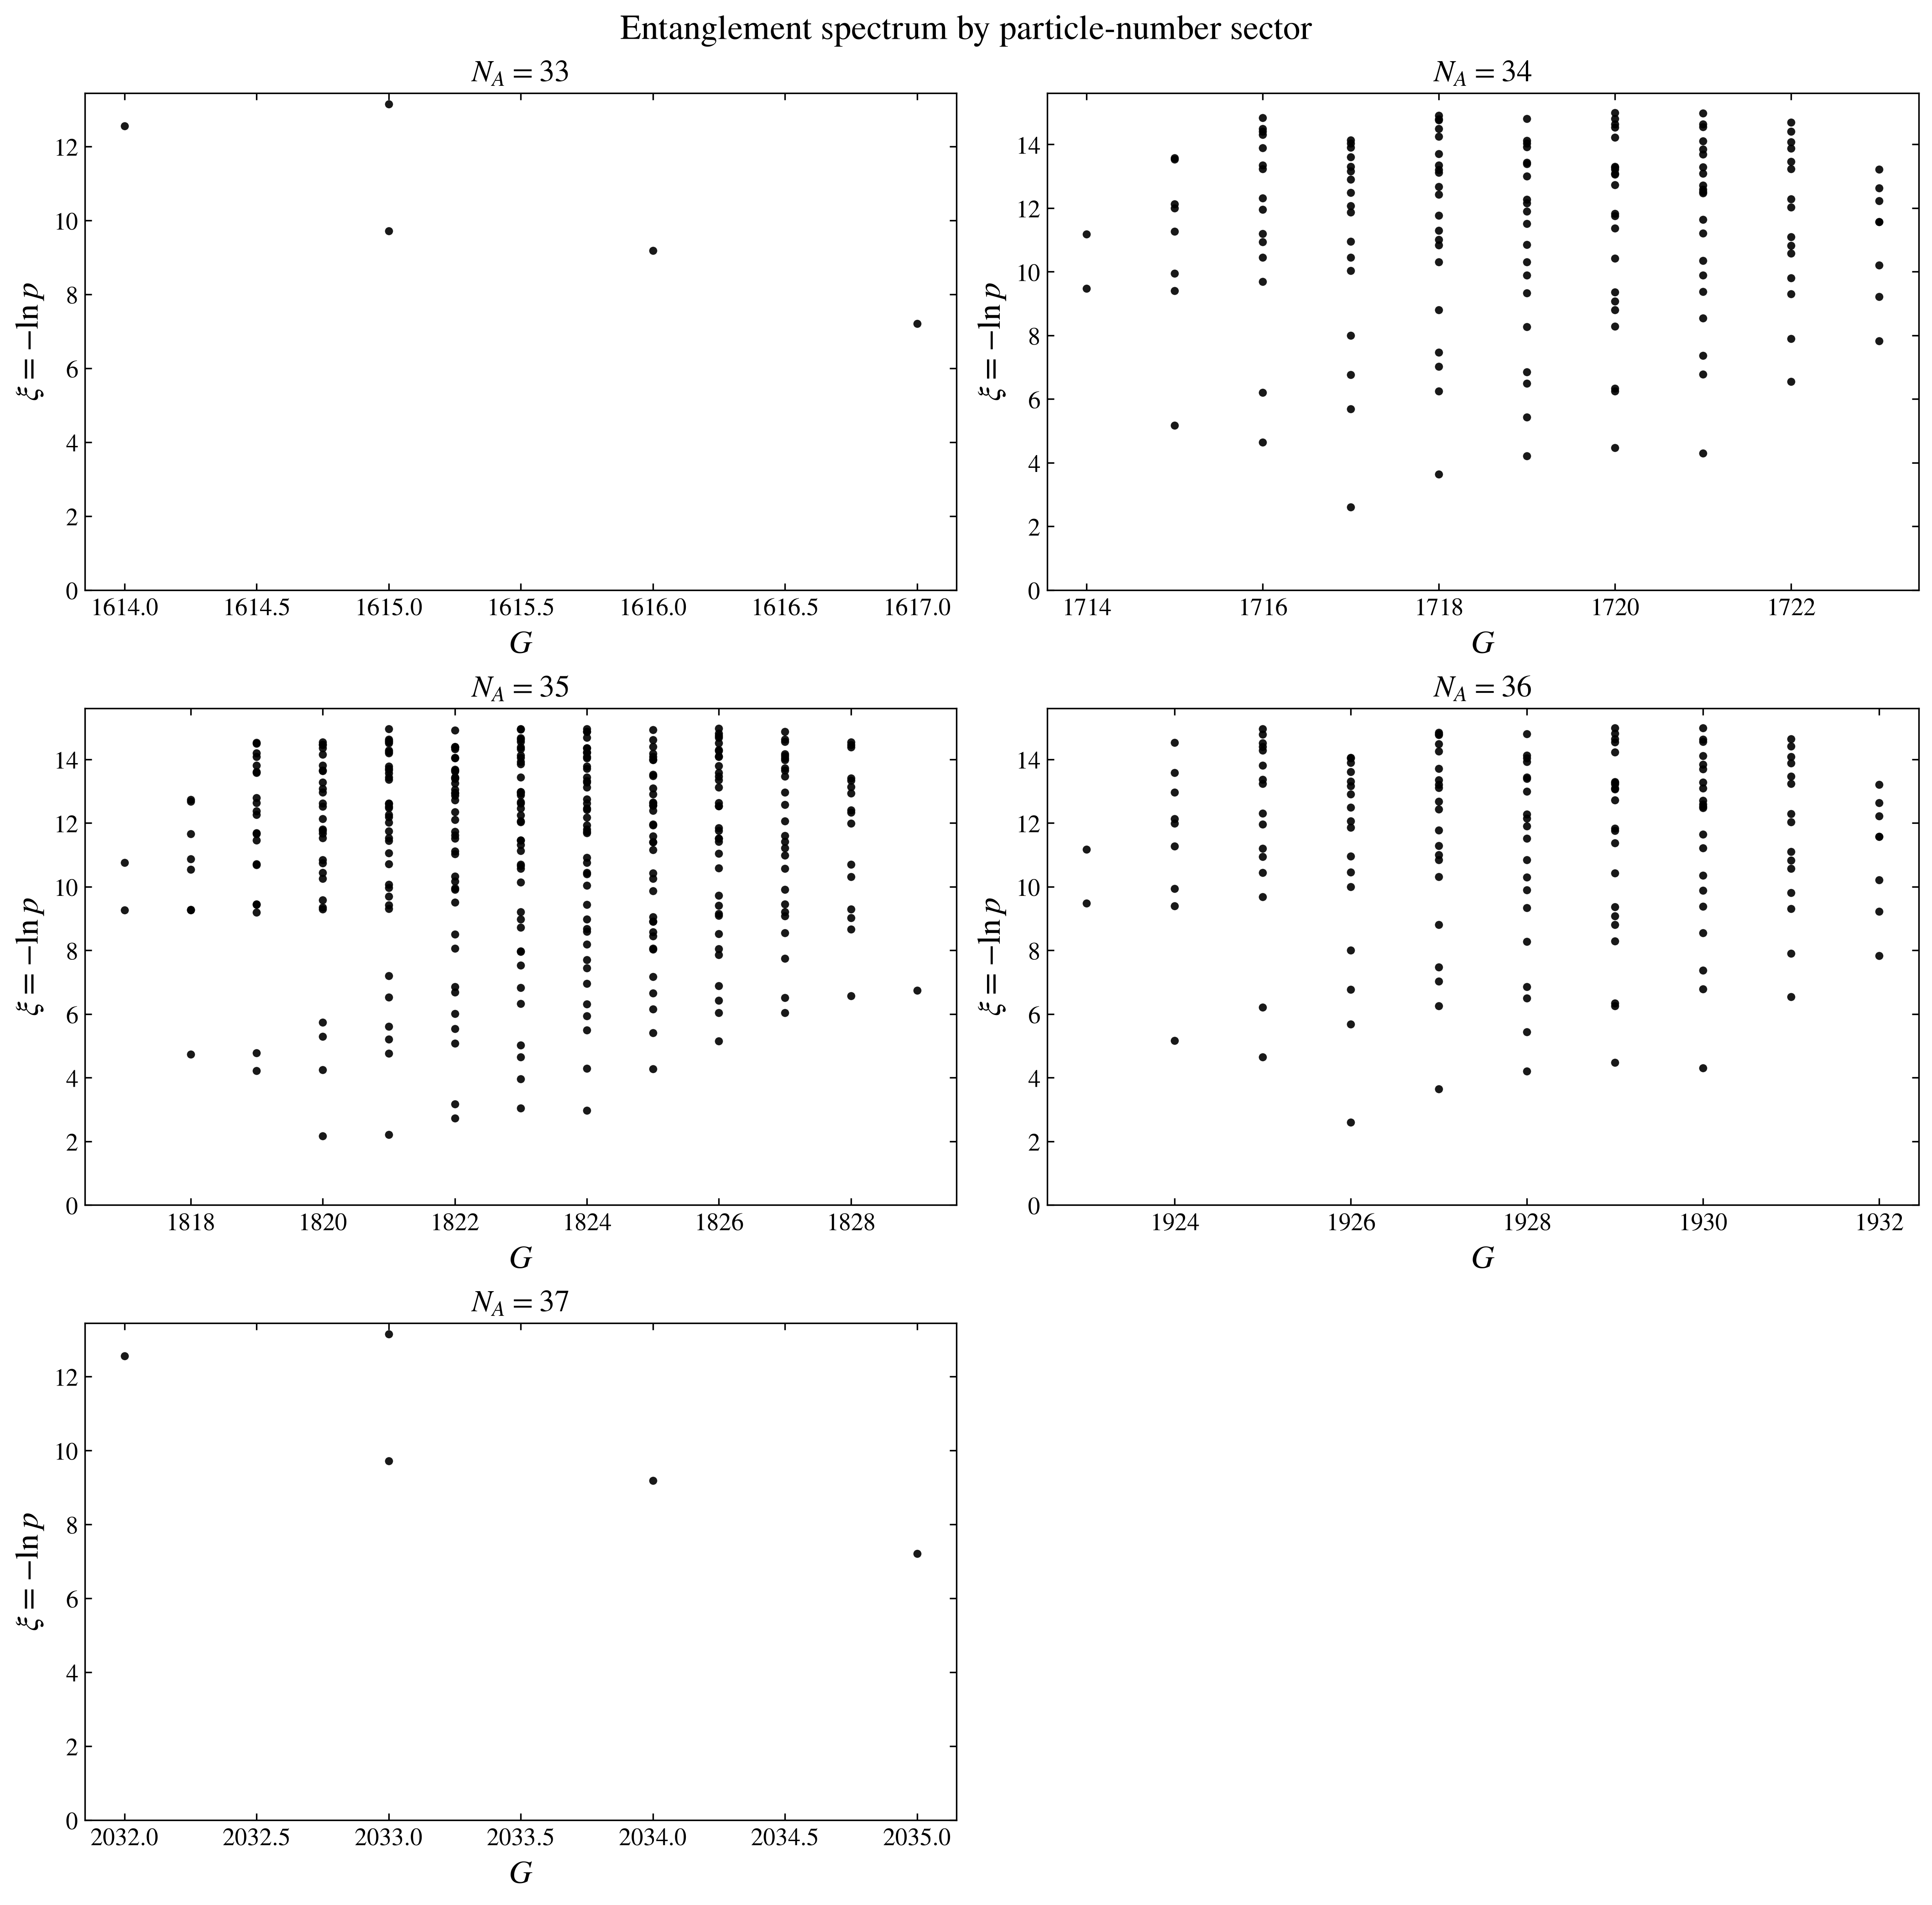 Entanglement spectrum by particle-number sector
N_A = 33
12
10
8
6
4
2
0
ξ = −ln p
1614.0 1614.5 1615.0 1615.5 1616.0 1616.5 1617.0
G
N_A = 34
14
12
10
8
6
4
2
0
ξ = −ln p
1714 1716 1718 1720 1722
G
N_A = 35
14
12
10
8
6
4
2
0
ξ = −ln p
1818 1820 1822 1824 1826 1828
G
N_A = 36
14
12
10
8
6
4
2
0
ξ = −ln p
1924 1926 1928 1930 1932
G
N_A = 37
12
10
8
6
4
2
0
ξ = −ln p
2032.0 2032.5 2033.0 2033.5 2034.0 2034.5 2035.0
G